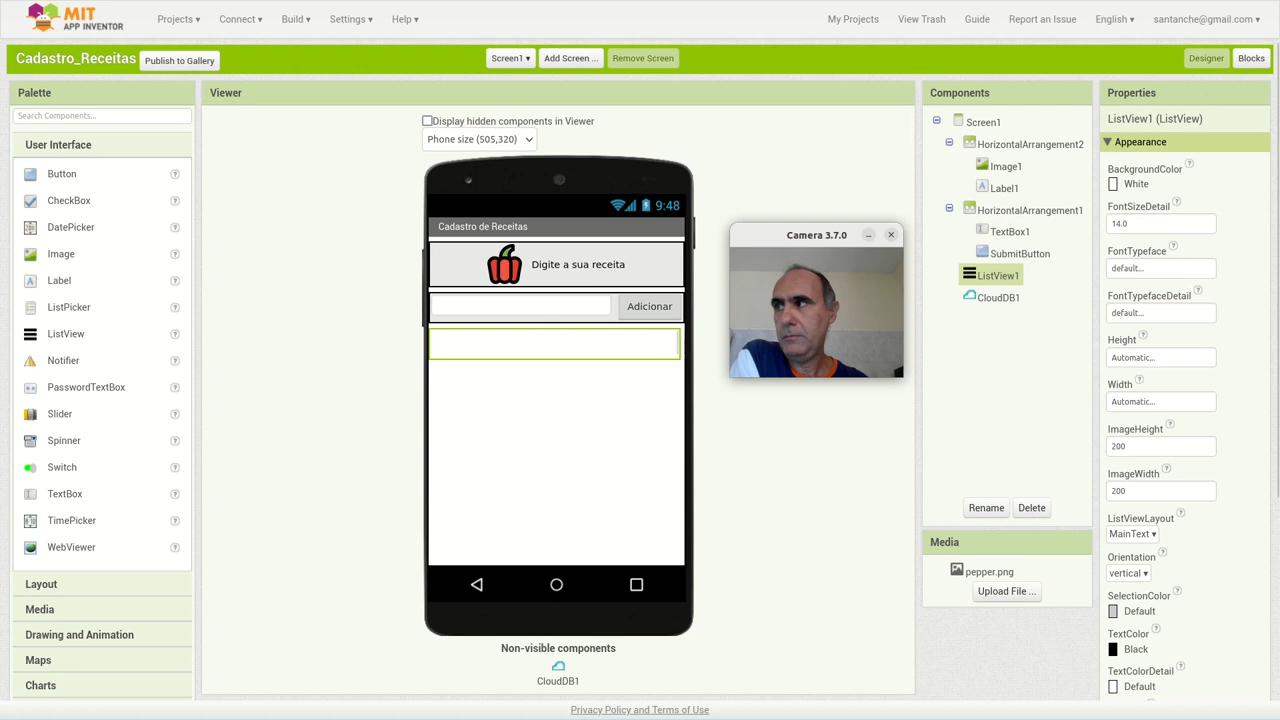 MIT
APP INVENTOR
Projects ▾
Connect ▾
Build ▾
Settings ▾
Help ▾
My Projects
View Trash
Guide
Report an Issue
English ▾
santanche@gmail.com ▾
Cadastro_Receitas
Publish to Gallery
Screen1 ▾
Add Screen ...
Remove Screen
Designer
Blocks
Palette
Search Components...
User Interface
Button
?
CheckBox
?
DatePicker
?
Image
?
Label
?
ListPicker
?
ListView
?
Notifier
?
PasswordTextBox
?
Slider
?
Spinner
?
Switch
?
TextBox
?
TimePicker
?
WebViewer
?
Layout
Media
Drawing and Animation
Maps
Charts
Viewer
Display hidden components in Viewer
Phone size (505,320)
9:48
Cadastro de Receitas
Digite a sua receita
Adicionar
Non-visible components
CloudDB1
Camera 3.7.0
Components
Screen1
HorizontalArrangement2
Image1
A Label1
HorizontalArrangement1
TextBox1
SubmitButton
ListView1
CloudDB1
Rename
Delete
Media
pepper.png
Upload File ...
Properties
ListView1 (ListView)
Appearance
BackgroundColor ?
White
FontSizeDetail ?
14.0
FontTypeface ?
default...
FontTypefaceDetail ?
default...
Height ?
Automatic...
Width ?
Automatic...
ImageHeight ?
200
ImageWidth ?
200
ListViewLayout ?
MainText ▾
Orientation ?
vertical ▾
SelectionColor ?
Default
TextColor ?
Black
TextColorDetail ?
Default
Privacy Policy and Terms of Use